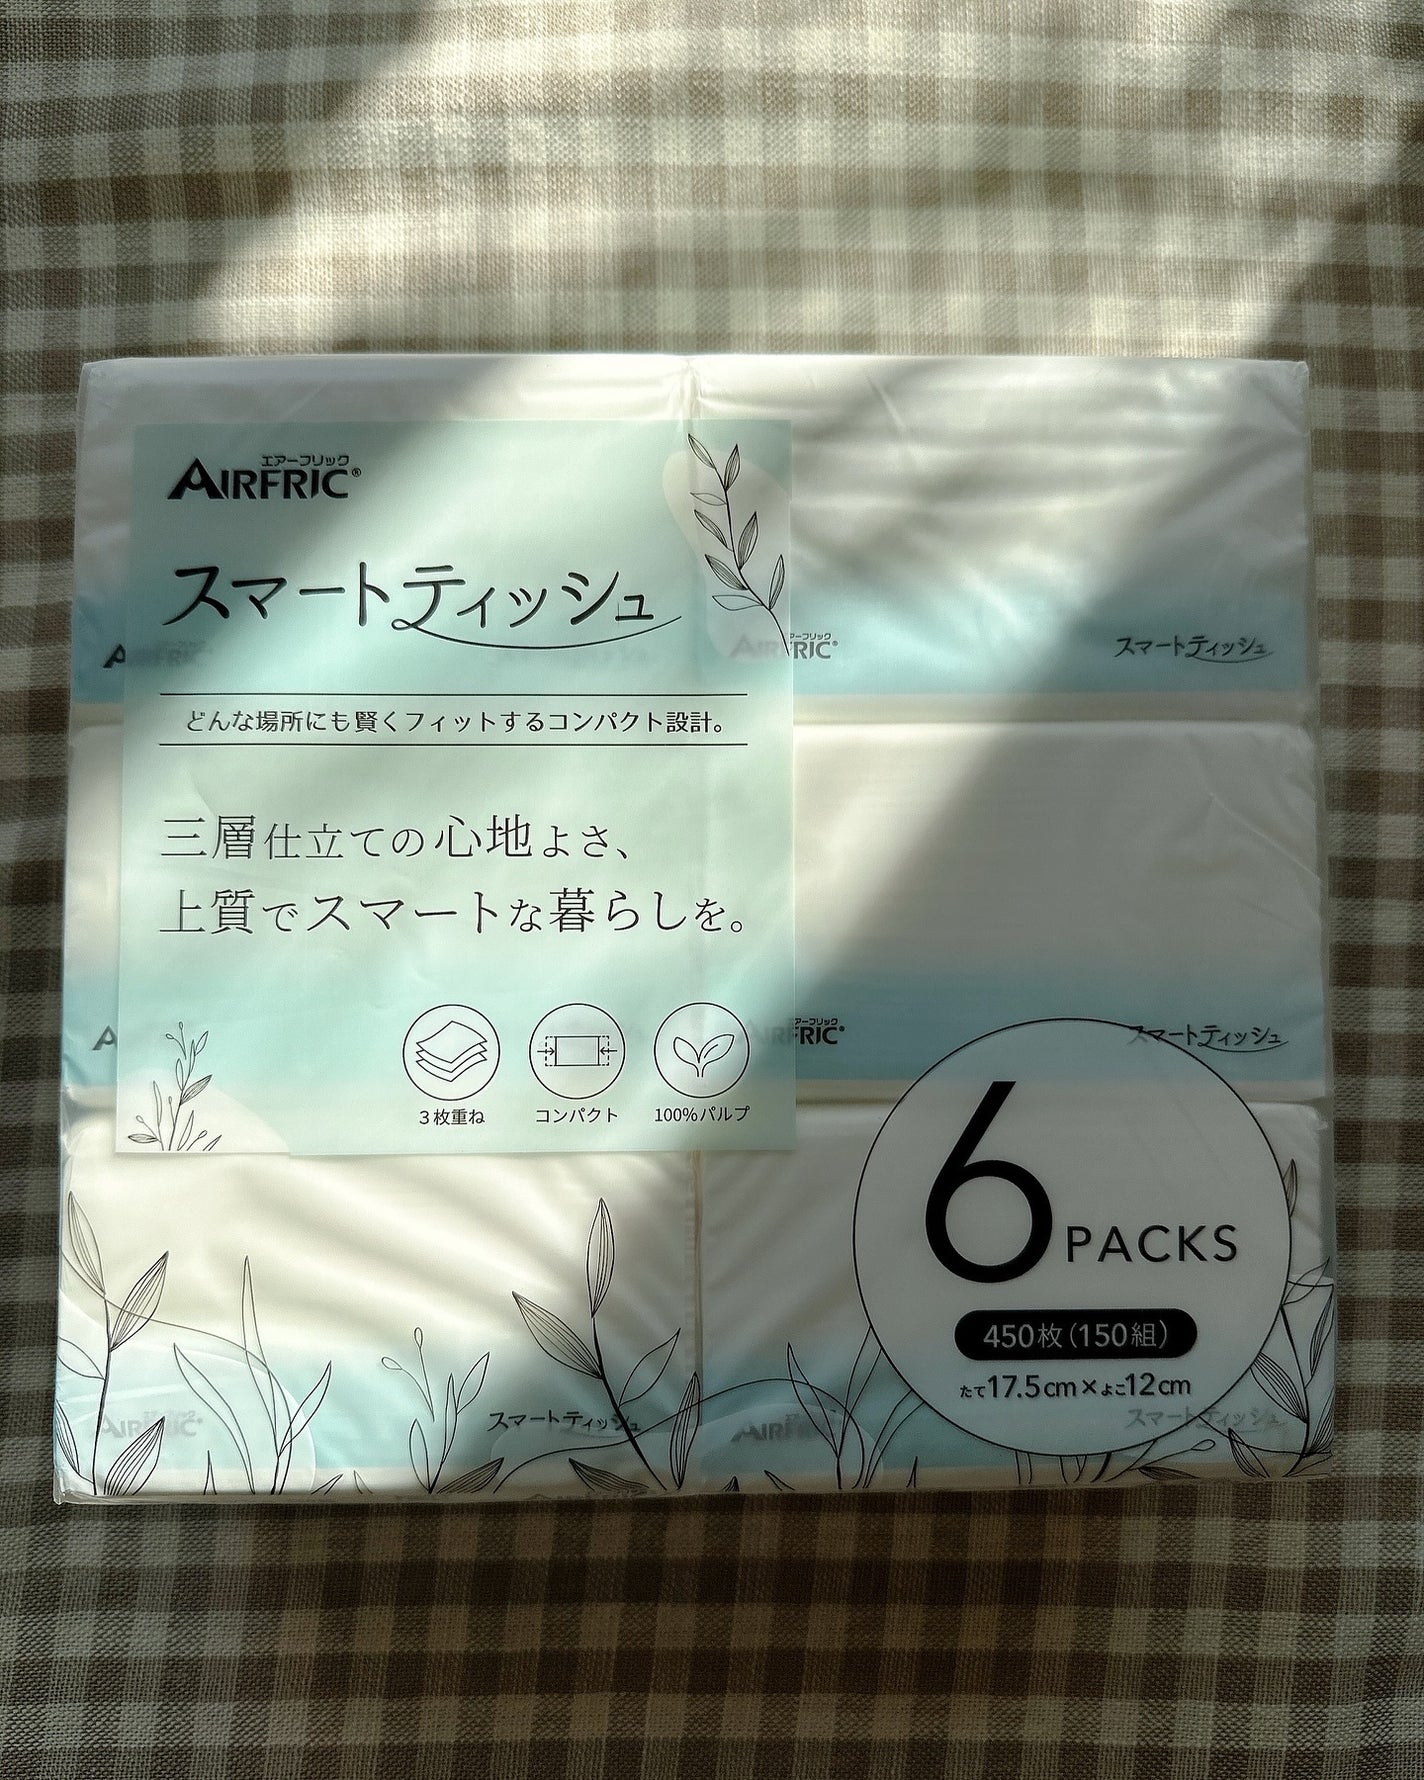 エアーフリック
AIRFRIC®
スマートティッシュ
どんな場所にも賢くフィットするコンパクト設計。
三層仕立ての心地よさ、
上質でスマートな暮らしを。
3枚重ね
コンパクト
100%パルプ
エアーフリック
AIRFRIC®
スマートティッシュ
AIRFRIC®
スマートティッシュ
6 PACKS
450枚(150組)
たて17.5cm×よこ12cm
AIRFRIC®
スマートティッシュ
AIRFRIC
スマートティッシュ